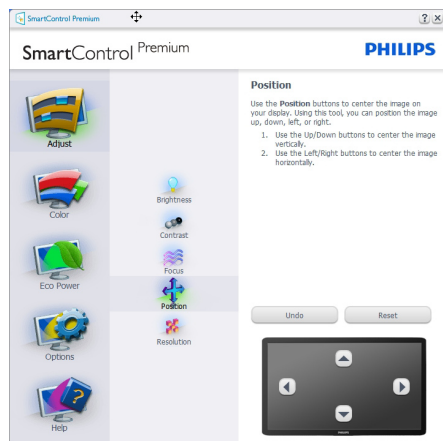 SmartControl Premium
SmartControl Premium
PHILIPS
Adjust
Color
Eco Power
Options
Help
Brightness
Contrast
Focus
Position
Resolution
Position
Use the Position buttons to center the image on
your display. Using this tool, you can position the image
up, down, left, or right.
1. Use the Up/Down buttons to center the image
vertically.
2. Use the Left/Right buttons to center the image
horizontally.
Undo
Reset
PHILIPS